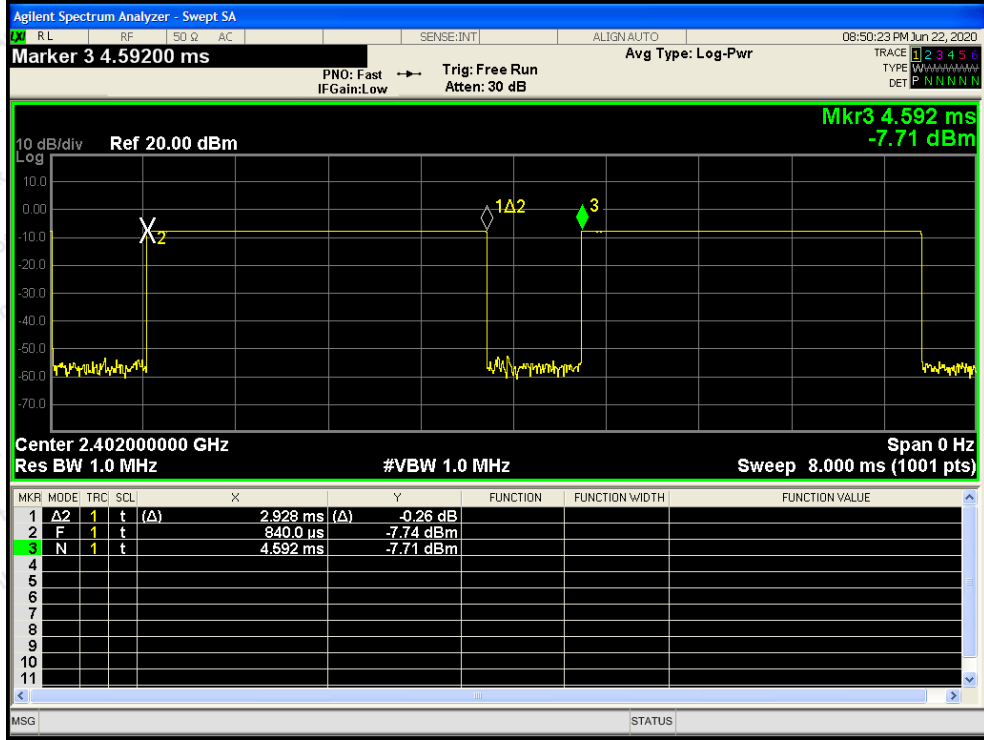 Agilent Spectrum Analyzer - Swept SA
LXI RL RF 50 Ω AC SENSE:INT ALIGN AUTO 08:50:23 PM Jun 22, 2020
Marker 3 4.59200 ms
PNO: Fast
IFGain:Low
Trig: Free Run
Atten: 30 dB
Avg Type: Log-Pwr
TRACE 1 2 3 4 5 6
TYPE WWWWWW
DET P N N N N N
Mkr3 4.592 ms
-7.71 dBm
10 dB/div Ref 20.00 dBm
Log
10.0
0.00
-10.0
-20.0
-30.0
-40.0
-50.0
-60.0
-70.0
X2
1Δ2
3
Center 2.402000000 GHz Span 0 Hz
Res BW 1.0 MHz #VBW 1.0 MHz Sweep 8.000 ms (1001 pts)
MKR MODE TRC SCL X Y FUNCTION FUNCTION WIDTH FUNCTION VALUE
1 Δ2 1 t (Δ) 2.928 ms (Δ) -0.26 dB
2 F 1 t 840.0 µs -7.74 dBm
3 N 1 t 4.592 ms -7.71 dBm
4
5
6
7
8
9
10
11
MSG STATUS